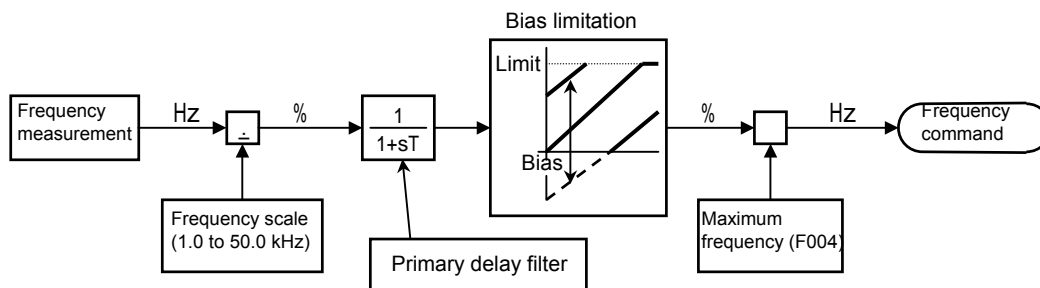 Bias limitation
Limit
Frequency
measurement
Hz
÷
%
1
1+sT
Bias
%
Hz
Frequency
command
Frequency scale
(1.0 to 50.0 kHz)
Primary delay filter
Maximum
frequency (F004)